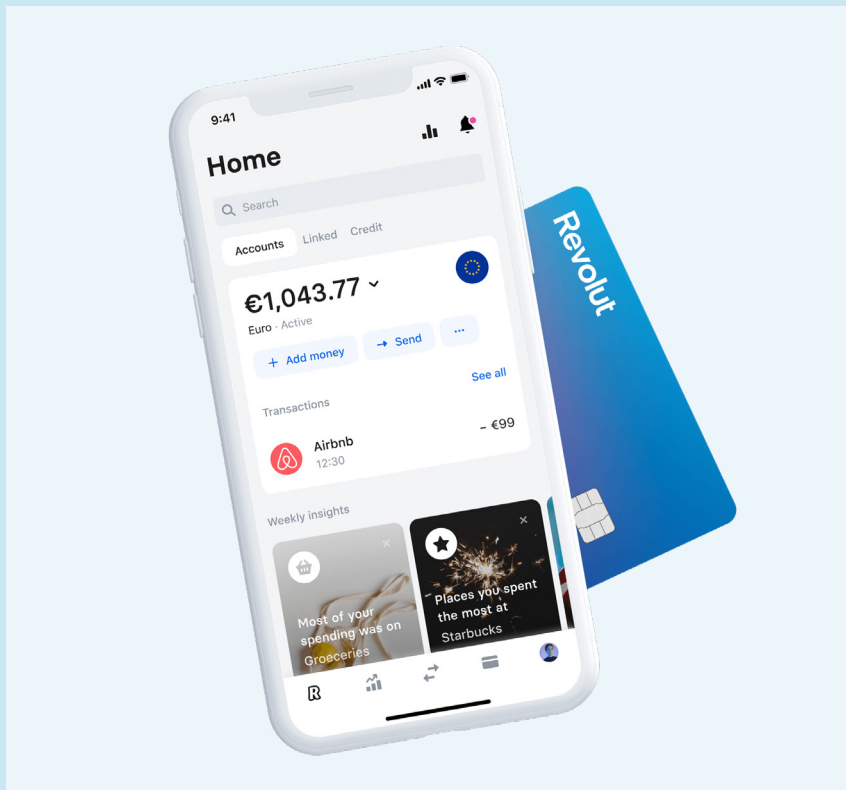 9:41
Home
Search
Accounts Linked Credit
€1,043.77
Euro · Active
+ Add money → Send ...
Transactions See all
Airbnb - €99
12:30
Weekly insights
Most of your
spending was on
Groeceries
Places you spent
the most at
Starbucks
R
Revolut